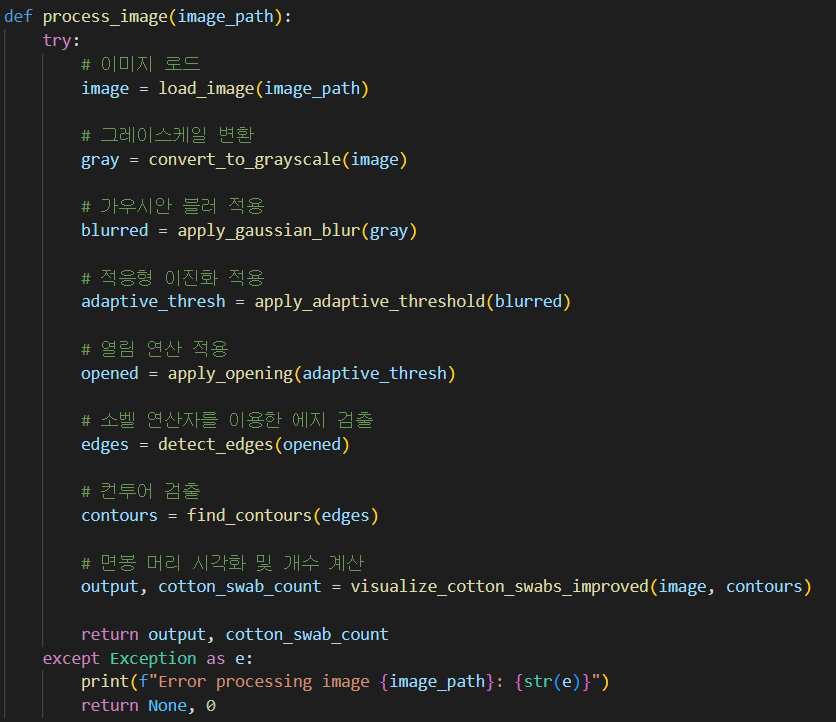 def process_image(image_path):
    try:
        # 이미지 로드
        image = load_image(image_path)

        # 그레이스케일 변환
        gray = convert_to_grayscale(image)

        # 가우시안 블러 적용
        blurred = apply_gaussian_blur(gray)

        # 적응형 이진화 적용
        adaptive_thresh = apply_adaptive_threshold(blurred)

        # 열림 연산 적용
        opened = apply_opening(adaptive_thresh)

        # 소벨 연산자를 이용한 에지 검출
        edges = detect_edges(opened)

        # 컨투어 검출
        contours = find_contours(edges)

        # 면봉 머리 시각화 및 개수 계산
        output, cotton_swab_count = visualize_cotton_swabs_improved(image, contours)

        return output, cotton_swab_count
    except Exception as e:
        print(f"Error processing image {image_path}: {str(e)}")
        return None, 0